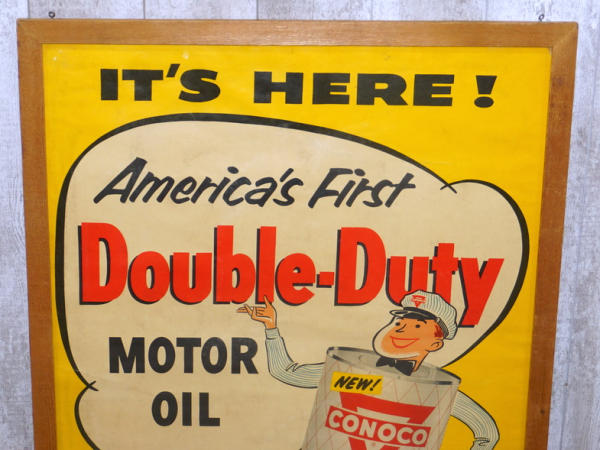 IT'S HERE!
America's First
Double-Duty
MOTOR
OIL
NEW!
CONOCO